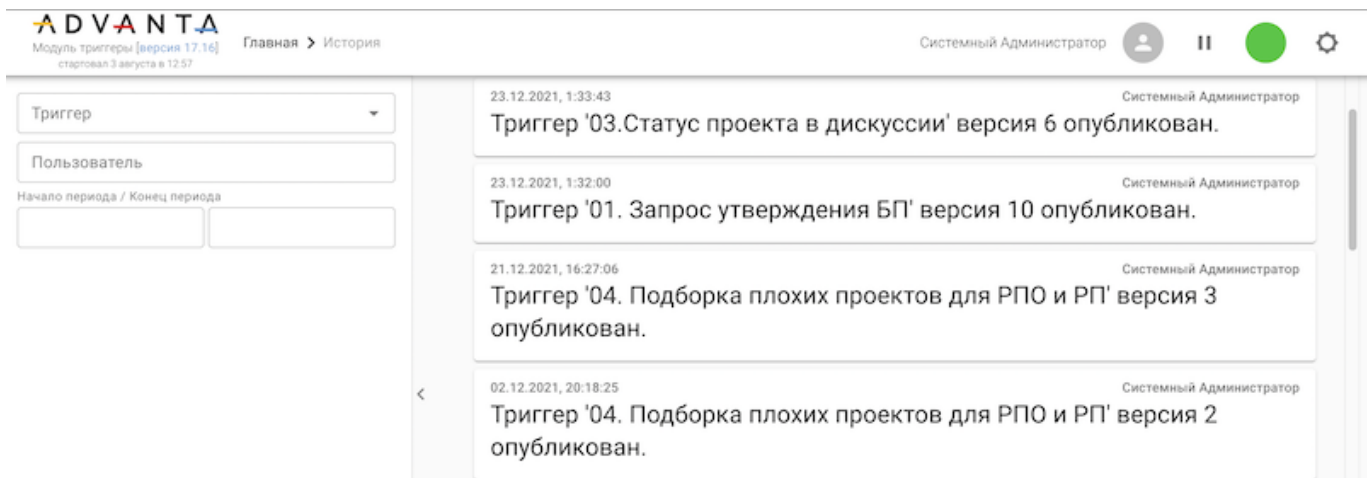 ADVANTA
Модуль триггеры [версия 17.16]
стартовал 3 августа в 12:57
Главная > История
Системный Администратор
Триггер
Пользователь
Начало периода / Конец периода
23.12.2021, 1:33:43 Системный Администратор
Триггер '03.Статус проекта в дискуссии' версия 6 опубликован.
23.12.2021, 1:32:00 Системный Администратор
Триггер '01. Запрос утверждения БП' версия 10 опубликован.
21.12.2021, 16:27:06 Системный Администратор
Триггер '04. Подборка плохих проектов для РПО и РП' версия 3
опубликован.
02.12.2021, 20:18:25 Системный Администратор
Триггер '04. Подборка плохих проектов для РПО и РП' версия 2
опубликован.